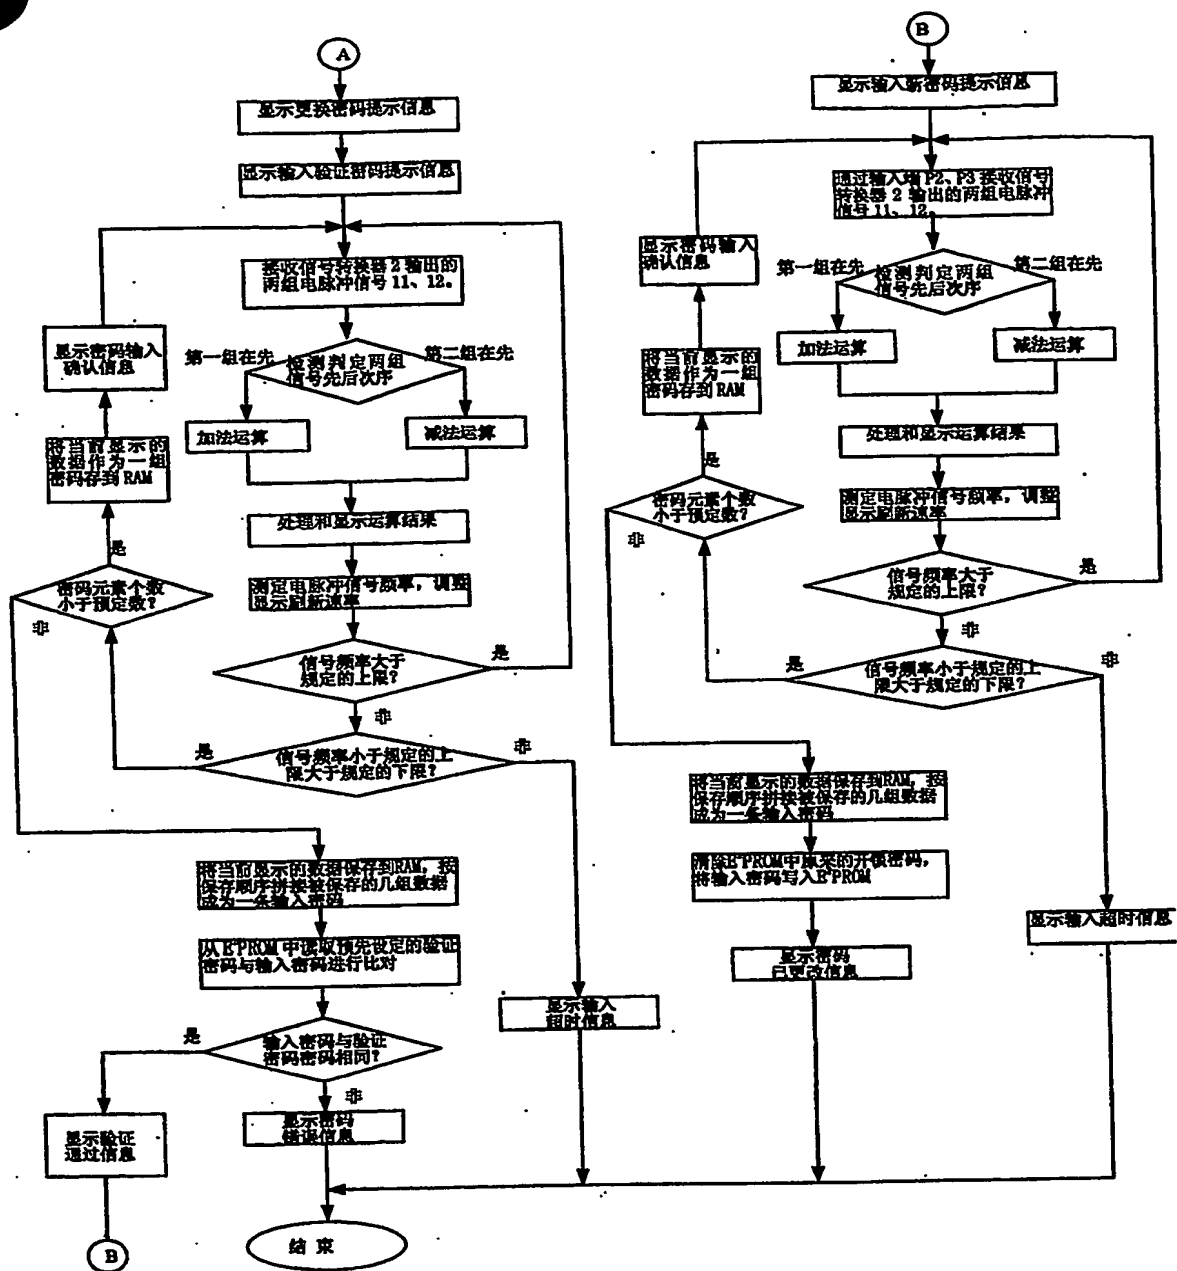 A
显示更换密码提示信息
显示输入验证密码提示信息
接收信号转换器2输出的
两组电脉冲信号11、12。
第一组在先
检测判定两组
信号先后次序
第二组在先
加法运算
减法运算
处理和显示运算结果
测定电脉冲信号频率，调整
显示刷新速率
信号频率大于
规定的上限？
是
非
信号频率小于规定的上
限大于规定的下限？
是
非
显示密码输入
确认信息
将当前显示的
数据作为一组
密码存到RAM
是
密码元素个数
小于预定数？
非
将当前显示的数据保存到RAM，按
保存顺序拼接被保存的几组数据
成为一条输入密码
从E²PROM中读取预先设定的验证
密码与输入密码进行比对
是
输入密码与验证
密码密码相同？
非
显示密码
错误信息
显示验证
通过信息
B
显示输入
超时信息
结束
B
显示输入新密码提示信息
通过输入端P2、P3接收信号
转换器2输出的两组电脉冲
信号11、12。
第一组在先
检测判定两组
信号先后次序
第二组在先
加法运算
减法运算
处理和显示运算结果
测定电脉冲信号频率，调整
显示刷新速率
信号频率大于
规定的上限？
是
非
信号频率小于规定的上
限大于规定的下限？
是
非
显示密码输入
确认信息
将当前显示的
数据作为一组
密码存到RAM
是
密码元素个数
小于预定数？
非
将当前显示的数据保存到RAM，按
保存顺序拼接被保存的几组数据
成为一条输入密码
清除E²PROM中原来的开锁密码，
将输入密码写入E²PROM
显示密码
已更改信息
显示输入超时信息